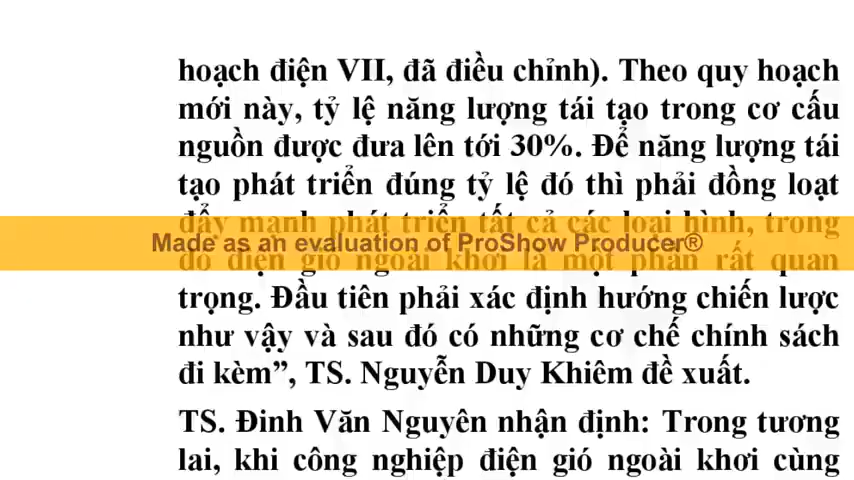 hoạch điện VII, đã điều chỉnh). Theo quy hoạch
mới này, tỷ lệ năng lượng tái tạo trong cơ cấu
nguồn được đưa lên tới 30%. Để năng lượng tái
tạo phát triển đúng tỷ lệ đó thì phải đồng loạt
đẩy mạnh phát triển tất cả các loại hình, trong
Made as an evaluation of ProShow Producer®
đó điện gió ngoài khơi là một phần rất quan
trọng. Đầu tiên phải xác định hướng chiến lược
như vậy và sau đó có những cơ chế chính sách
đi kèm”, TS. Nguyễn Duy Khiêm đề xuất.
TS. Đinh Văn Nguyên nhận định: Trong tương
lai, khi công nghiệp điện gió ngoài khơi cùng